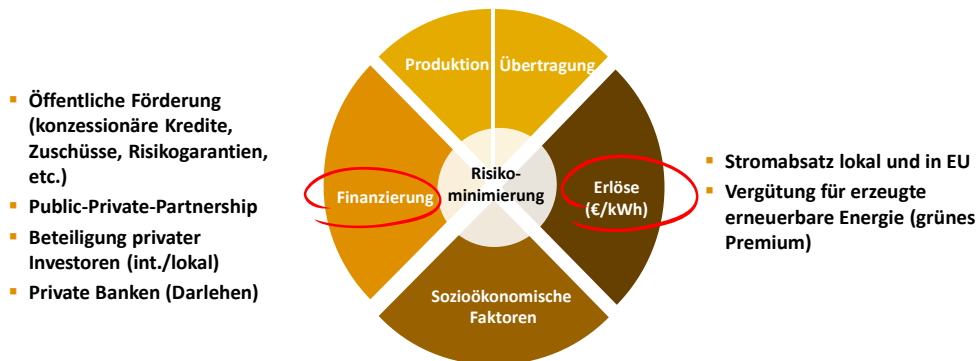 Produktion
Übertragung
▪ Öffentliche Förderung
(konzessionäre Kredite,
Zuschüsse, Risikogarantien,
etc.)
▪ Public-Private-Partnership
▪ Beteiligung privater
Investoren (int./lokal)
▪ Private Banken (Darlehen)
Finanzierung
Risiko-
minimierung
Erlöse
(€/kWh)
▪ Stromabsatz lokal und in EU
▪ Vergütung für erzeugte
erneuerbare Energie (grünes
Premium)
Sozioökonomische
Faktoren